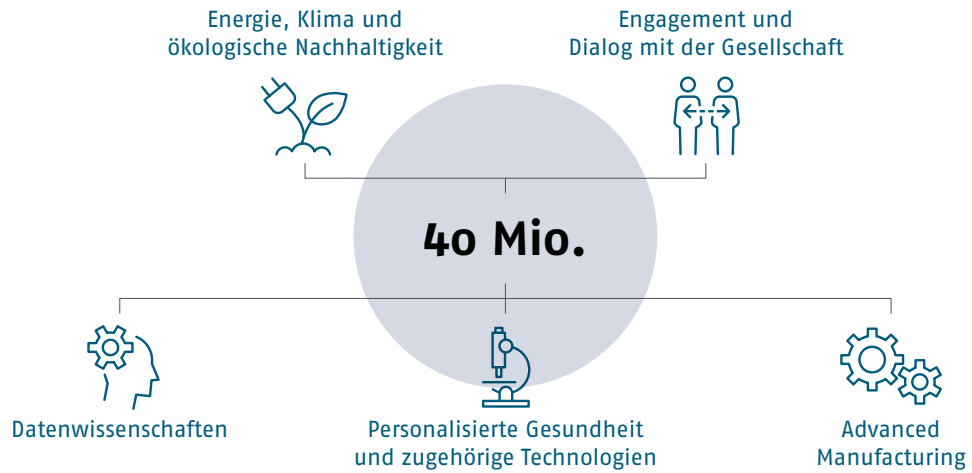 Energie, Klima und
ökologische Nachhaltigkeit
Engagement und
Dialog mit der Gesellschaft
40 Mio.
Datenwissenschaften
Personalisierte Gesundheit
und zugehörige Technologien
Advanced
Manufacturing